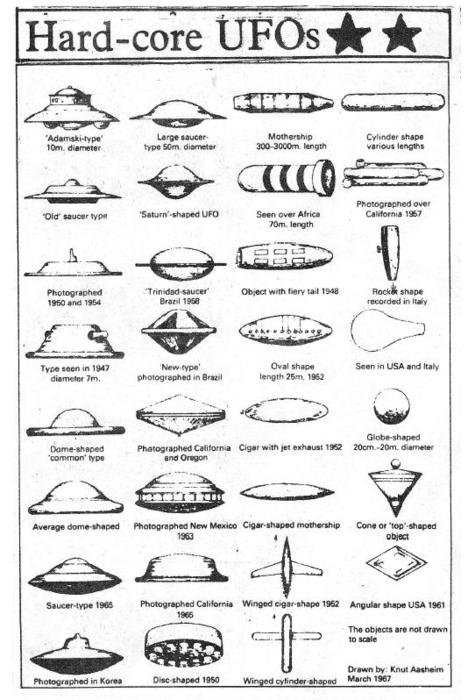 Hard-core UFOs
'Adamski-type'
10m. diameter
Large saucer-
type 50m. diameter
Mothership
300-3000m. length
Cylinder shape
various lengths
'Old' saucer type
'Saturn'-shaped UFO
Seen over Africa
70m. length
Photographed over
California 1957
Photographed
1950 and 1954
'Trinidad-saucer'
Brazil 1958
Object with fiery tail 1948
Rocket shape
recorded in Italy
Type seen in 1947
diameter 7m.
'New-type'
photographed in Brazil
Oval shape
length 25m. 1952
Seen in USA and Italy
Dome-shaped
'common' type
Photographed California
and Oregon
Cigar with jet exhaust 1952
Globe-shaped
20cm.-20m. diameter
Average dome-shaped
Photographed New Mexico
1963
Cigar-shaped mothership
Cone or 'top'-shaped
object
Saucer-type 1965
Photographed California
1965
Winged cigar-shape 1952
Angular shape USA 1961
Photographed in Korea
Disc-shaped 1950
Winged cylinder-shaped
The objects are not drawn
to scale
Drawn by: Knut Aasheim
March 1967